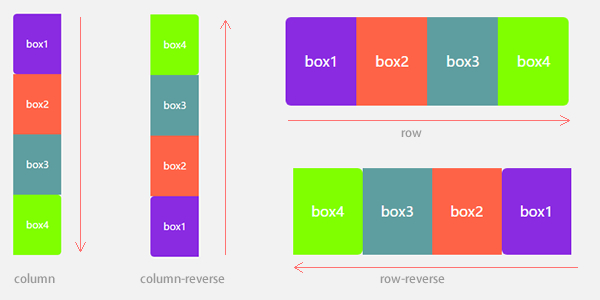 box1
box2
box3
box4
column
box4
box3
box2
box1
column-reverse
box1 box2 box3 box4
row
box4 box3 box2 box1
row-reverse